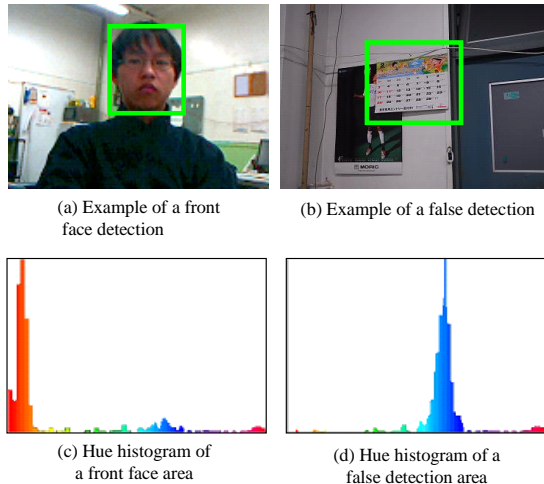 MORIC
(a) Example of a front
face detection
(b) Example of a false detection
(c) Hue histogram of
a front face area
(d) Hue histogram of a
false detection area